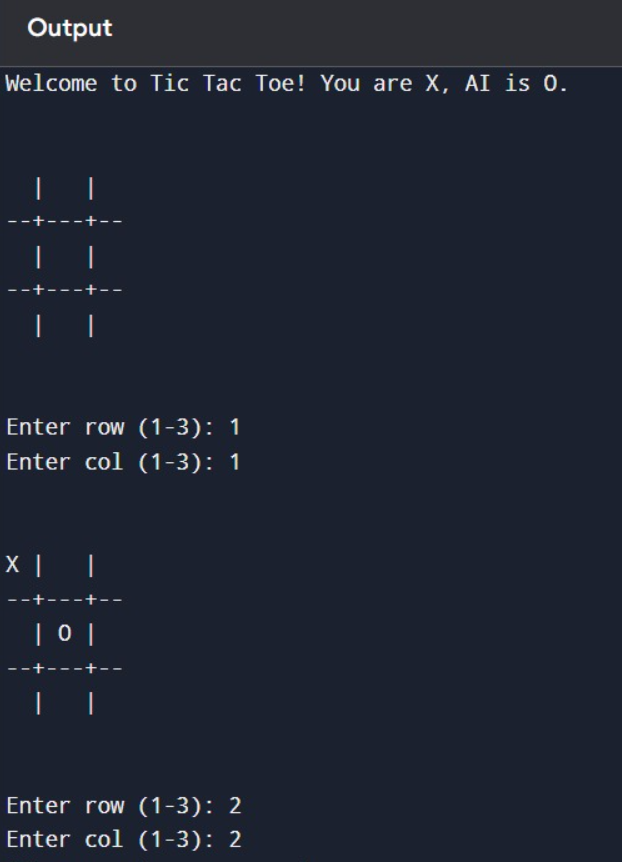 Output
Welcome to Tic Tac Toe! You are X, AI is O.
  |   |
--+---+--
  |   |
--+---+--
  |   |
Enter row (1-3): 1
Enter col (1-3): 1
X |   |
--+---+--
  | O |
--+---+--
  |   |
Enter row (1-3): 2
Enter col (1-3): 2